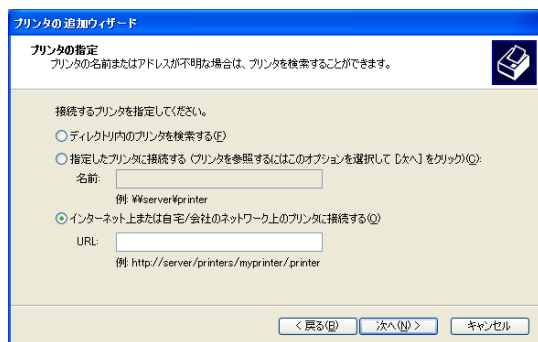 プリンタの追加ウィザード
プリンタの指定
プリンタの名前またはアドレスが不明な場合は、プリンタを検索することができます。
接続するプリンタを指定してください。
ディレクトリ内のプリンタを検索する(F)
指定したプリンタに接続する (プリンタを参照するにはこのオプションを選択して [次へ] をクリック)(C):
名前:
例: ¥¥server¥printer
インターネット上または自宅/会社のネットワーク上のプリンタに接続する(O)
URL:
例: http://server/printers/myprinter/.printer
< 戻る(B) 次へ(N) > キャンセル